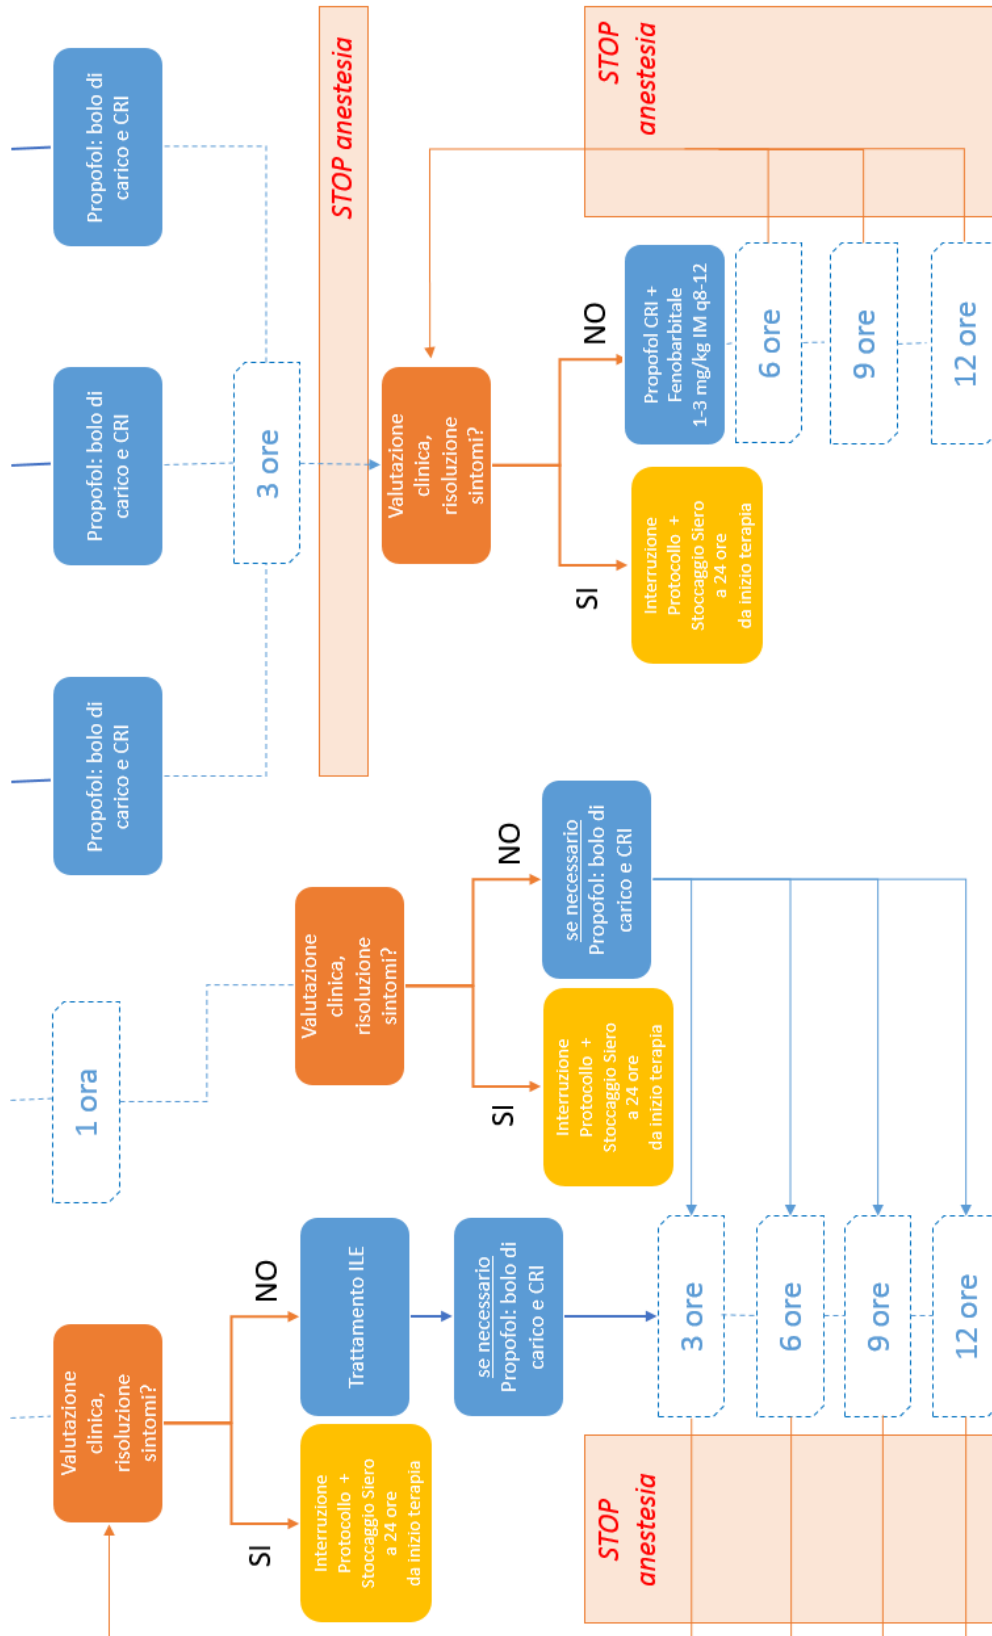 Valutazione
clinica,
risoluzione
sintomi?
SI
NO
Interruzione
Protocollo +
Stoccaggio Siero
a 24 ore
da inizio terapia
Trattamento ILE
se necessario
Propofol: bolo di
carico e CRI
STOP
anestesia
3 ore
6 ore
9 ore
12 ore
1 ora
Valutazione
clinica,
risoluzione
sintomi?
SI
NO
Interruzione
Protocollo +
Stoccaggio Siero
a 24 ore
da inizio terapia
se necessario
Propofol: bolo di
carico e CRI
Propofol: bolo di
carico e CRI
Propofol: bolo di
carico e CRI
Propofol: bolo di
carico e CRI
3 ore
STOP anestesia
Valutazione
clinica,
risoluzione
sintomi?
SI
NO
Interruzione
Protocollo +
Stoccaggio Siero
a 24 ore
da inizio terapia
Propofol CRI +
Fenobarbitale
1-3 mg/kg IM q8-12
6 ore
9 ore
12 ore
STOP
anestesia